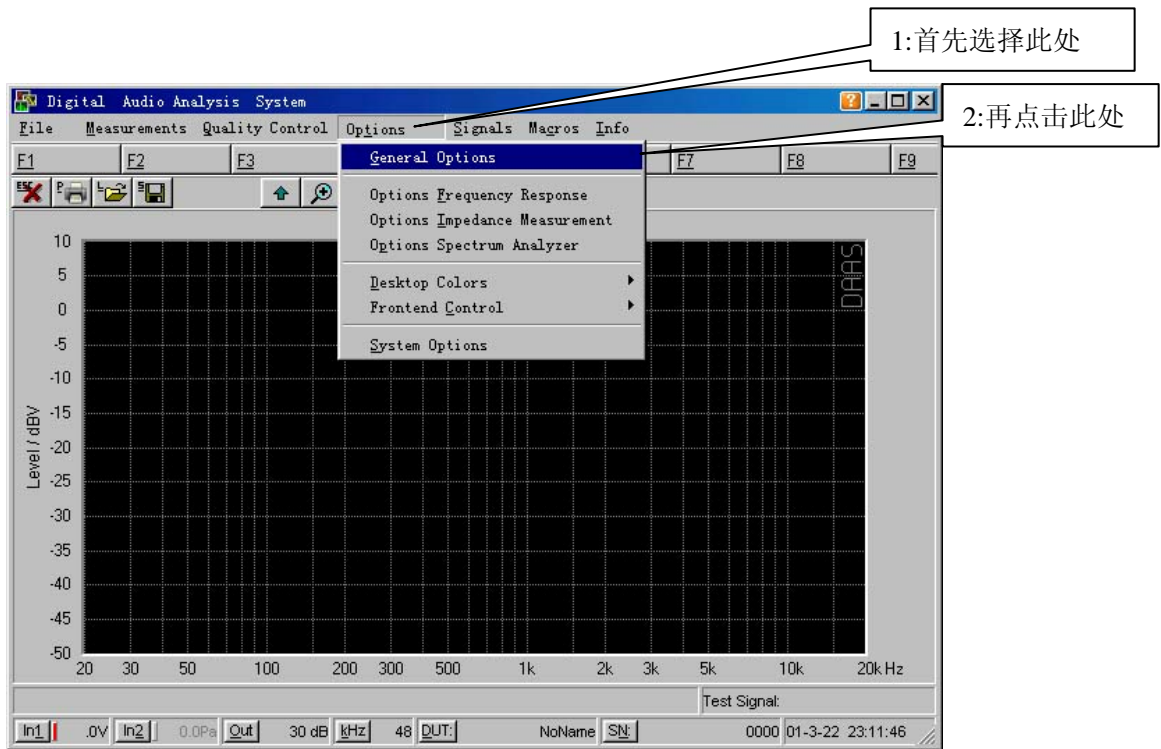 1:首先选择此处
2:再点击此处
Digital Audio Analysis System
File Measurements Quality Control Options Signals Macros Info
F1 F2 F3 F7 F8 F9
ESC P L S
General Options
Options Frequency Response
Options Impedance Measurement
Options Spectrum Analyzer
Desktop Colors
Frontend Control
System Options
DAAS
Level / dBV
10
5
0
-5
-10
-15
-20
-25
-30
-35
-40
-45
-50
20 30 50 100 200 300 500 1k 2k 3k 5k 10k 20k Hz
Test Signal:
In1 .0V In2 0.0Pa Out 30 dB kHz 48 DUT: NoName SN: 0000 01-3-22 23:11:46